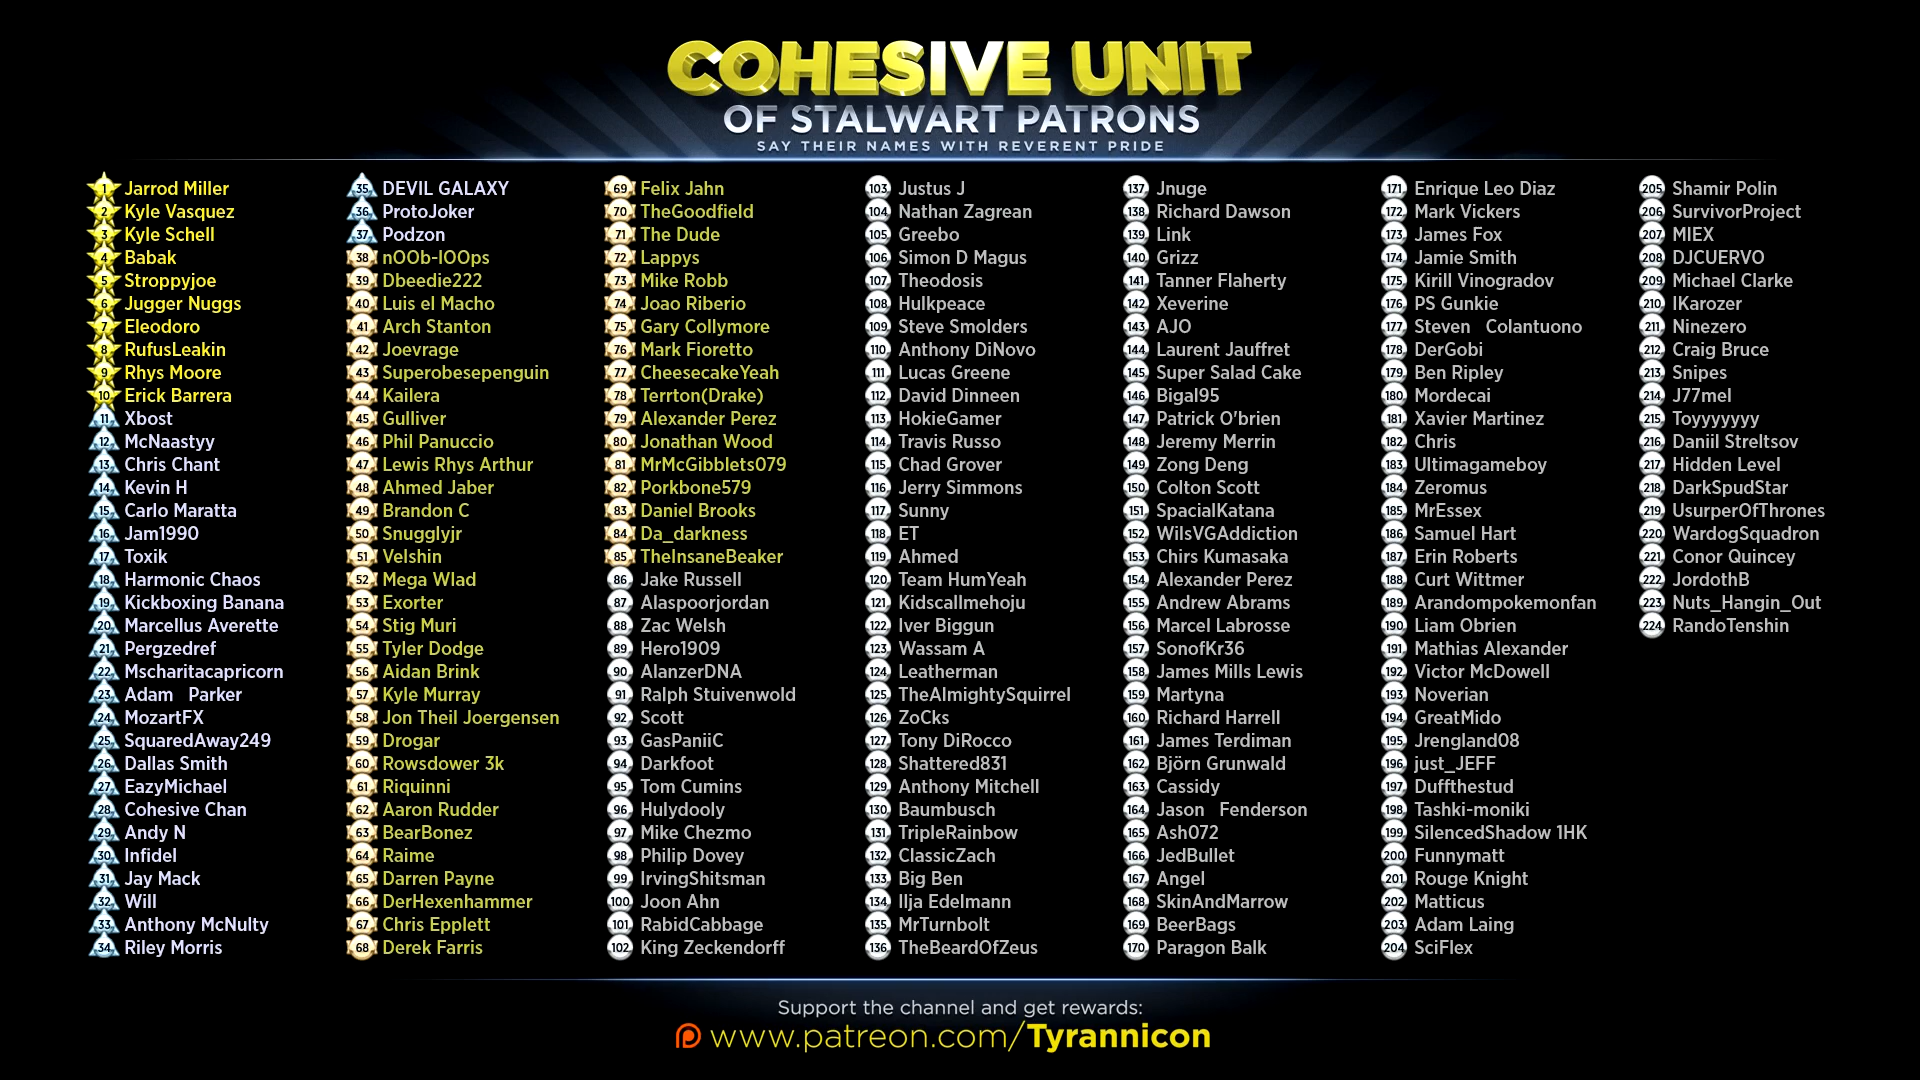 COHESIVE UNIT
OF STALWART PATRONS
SAY THEIR NAMES WITH REVERENT PRIDE
1 Jarrod Miller
2 Kyle Vasquez
3 Kyle Schell
4 Babak
5 Stroppyjoe
6 Jugger Nuggs
7 Eleodoro
8 RufusLeakin
9 Rhys Moore
10 Erick Barrera
11 Xbost
12 McNaastyy
13 Chris Chant
14 Kevin H
15 Carlo Maratta
16 Jam1990
17 Toxik
18 Harmonic Chaos
19 Kickboxing Banana
20 Marcellus Averette
21 Pergzedref
22 Mscharitacapricorn
23 Adam Parker
24 MozartFX
25 SquaredAway249
26 Dallas Smith
27 EazyMichael
28 Cohesive Chan
29 Andy N
30 Infidel
31 Jay Mack
32 Will
33 Anthony McNulty
34 Riley Morris
35 DEVIL GALAXY
36 ProtoJoker
37 Podzon
38 nOOb-lOOps
39 Dbeedie222
40 Luis el Macho
41 Arch Stanton
42 Joevrage
43 Superobesepenguin
44 Kailera
45 Gulliver
46 Phil Panuccio
47 Lewis Rhys Arthur
48 Ahmed Jaber
49 Brandon C
50 Snugglyjr
51 Velshin
52 Mega Wlad
53 Exorter
54 Stig Muri
55 Tyler Dodge
56 Aidan Brink
57 Kyle Murray
58 Jon Theil Joergensen
59 Drogar
60 Rowsdower 3k
61 Riquinni
62 Aaron Rudder
63 BearBonez
64 Raime
65 Darren Payne
66 DerHexenhammer
67 Chris Epplett
68 Derek Farris
69 Felix Jahn
70 TheGoodfield
71 The Dude
72 Lappys
73 Mike Robb
74 Joao Riberio
75 Gary Collymore
76 Mark Fioretto
77 CheesecakeYeah
78 Terrton(Drake)
79 Alexander Perez
80 Jonathan Wood
81 MrMcGibblets079
82 Porkbone579
83 Daniel Brooks
84 Da_darkness
85 TheInsaneBeaker
86 Jake Russell
87 Alaspoorjordan
88 Zac Welsh
89 Hero1909
90 AlanzerDNA
91 Ralph Stuivenwold
92 Scott
93 GasPaniiC
94 Darkfoot
95 Tom Cumins
96 Hulydooly
97 Mike Chezmo
98 Philip Dovey
99 IrvingShitsman
100 Joon Ahn
101 RabidCabbage
102 King Zeckendorff
103 Justus J
104 Nathan Zagrean
105 Greebo
106 Simon D Magus
107 Theodosis
108 Hulkpeace
109 Steve Smolders
110 Anthony DiNovo
111 Lucas Greene
112 David Dinneen
113 HokieGamer
114 Travis Russo
115 Chad Grover
116 Jerry Simmons
117 Sunny
118 ET
119 Ahmed
120 Team HumYeah
121 Kidscallmehoju
122 Iver Biggun
123 Wassam A
124 Leatherman
125 TheAlmightySquirrel
126 ZoCks
127 Tony DiRocco
128 Shattered831
129 Anthony Mitchell
130 Baumbusch
131 TripleRainbow
132 ClassicZach
133 Big Ben
134 Ilja Edelmann
135 MrTurnbolt
136 TheBeardOfZeus
137 Jnuge
138 Richard Dawson
139 Link
140 Grizz
141 Tanner Flaherty
142 Xeverine
143 AJO
144 Laurent Jauffret
145 Super Salad Cake
146 Bigal95
147 Patrick O'brien
148 Jeremy Merrin
149 Zong Deng
150 Colton Scott
151 SpacialKatana
152 WilsVGAddiction
153 Chirs Kumasaka
154 Alexander Perez
155 Andrew Abrams
156 Marcel Labrosse
157 SonofKr36
158 James Mills Lewis
159 Martyna
160 Richard Harrell
161 James Terdiman
162 Björn Grunwald
163 Cassidy
164 Jason Fenderson
165 Ash072
166 JedBullet
167 Angel
168 SkinAndMarrow
169 BeerBags
170 Paragon Balk
171 Enrique Leo Diaz
172 Mark Vickers
173 James Fox
174 Jamie Smith
175 Kirill Vinogradov
176 PS Gunkie
177 Steven Colantuono
178 DerGobi
179 Ben Ripley
180 Mordecai
181 Xavier Martinez
182 Chris
183 Ultimagameboy
184 Zeromus
185 MrEssex
186 Samuel Hart
187 Erin Roberts
188 Curt Wittmer
189 Arandompokemonfan
190 Liam Obrien
191 Mathias Alexander
192 Victor McDowell
193 Noverian
194 GreatMido
195 Jrengland08
196 just_JEFF
197 Duffthestud
198 Tashki-moniki
199 SilencedShadow 1HK
200 Funnymatt
201 Rouge Knight
202 Matticus
203 Adam Laing
204 SciFlex
205 Shamir Polin
206 SurvivorProject
207 MIEX
208 DJCUERVO
209 Michael Clarke
210 IKarozer
211 Ninezero
212 Craig Bruce
213 Snipes
214 J77mel
215 Toyyyyyyy
216 Daniil Streltsov
217 Hidden Level
218 DarkSpudStar
219 UsurperOfThrones
220 WardogSquadron
221 Conor Quincey
222 JordothB
223 Nuts_Hangin_Out
224 RandoTenshin
Support the channel and get rewards:
www.patreon.com/Tyrannicon